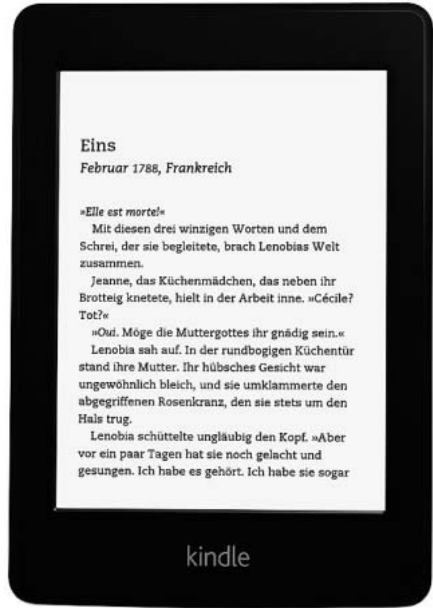 Eins
Februar 1788, Frankreich
»Elle est morte!«
Mit diesen drei winzigen Worten und dem
Schrei, der sie begleitete, brach Lenobias Welt
zusammen.
Jeanne, das Küchenmädchen, das neben ihr
Brotteig knetete, hielt in der Arbeit inne. »Cécile?
Tot?«
»Oui. Möge die Muttergottes ihr gnädig sein.«
Lenobia sah auf. In der rundbogigen Küchentür
stand ihre Mutter. Ihr hübsches Gesicht war
ungewöhnlich bleich, und sie umklammerte den
abgegriffenen Rosenkranz, den sie stets um den
Hals trug.
Lenobia schüttelte ungläubig den Kopf. »Aber
vor ein paar Tagen hat sie noch gelacht und
gesungen. Ich habe es gehört. Ich habe sie sogar
kindle